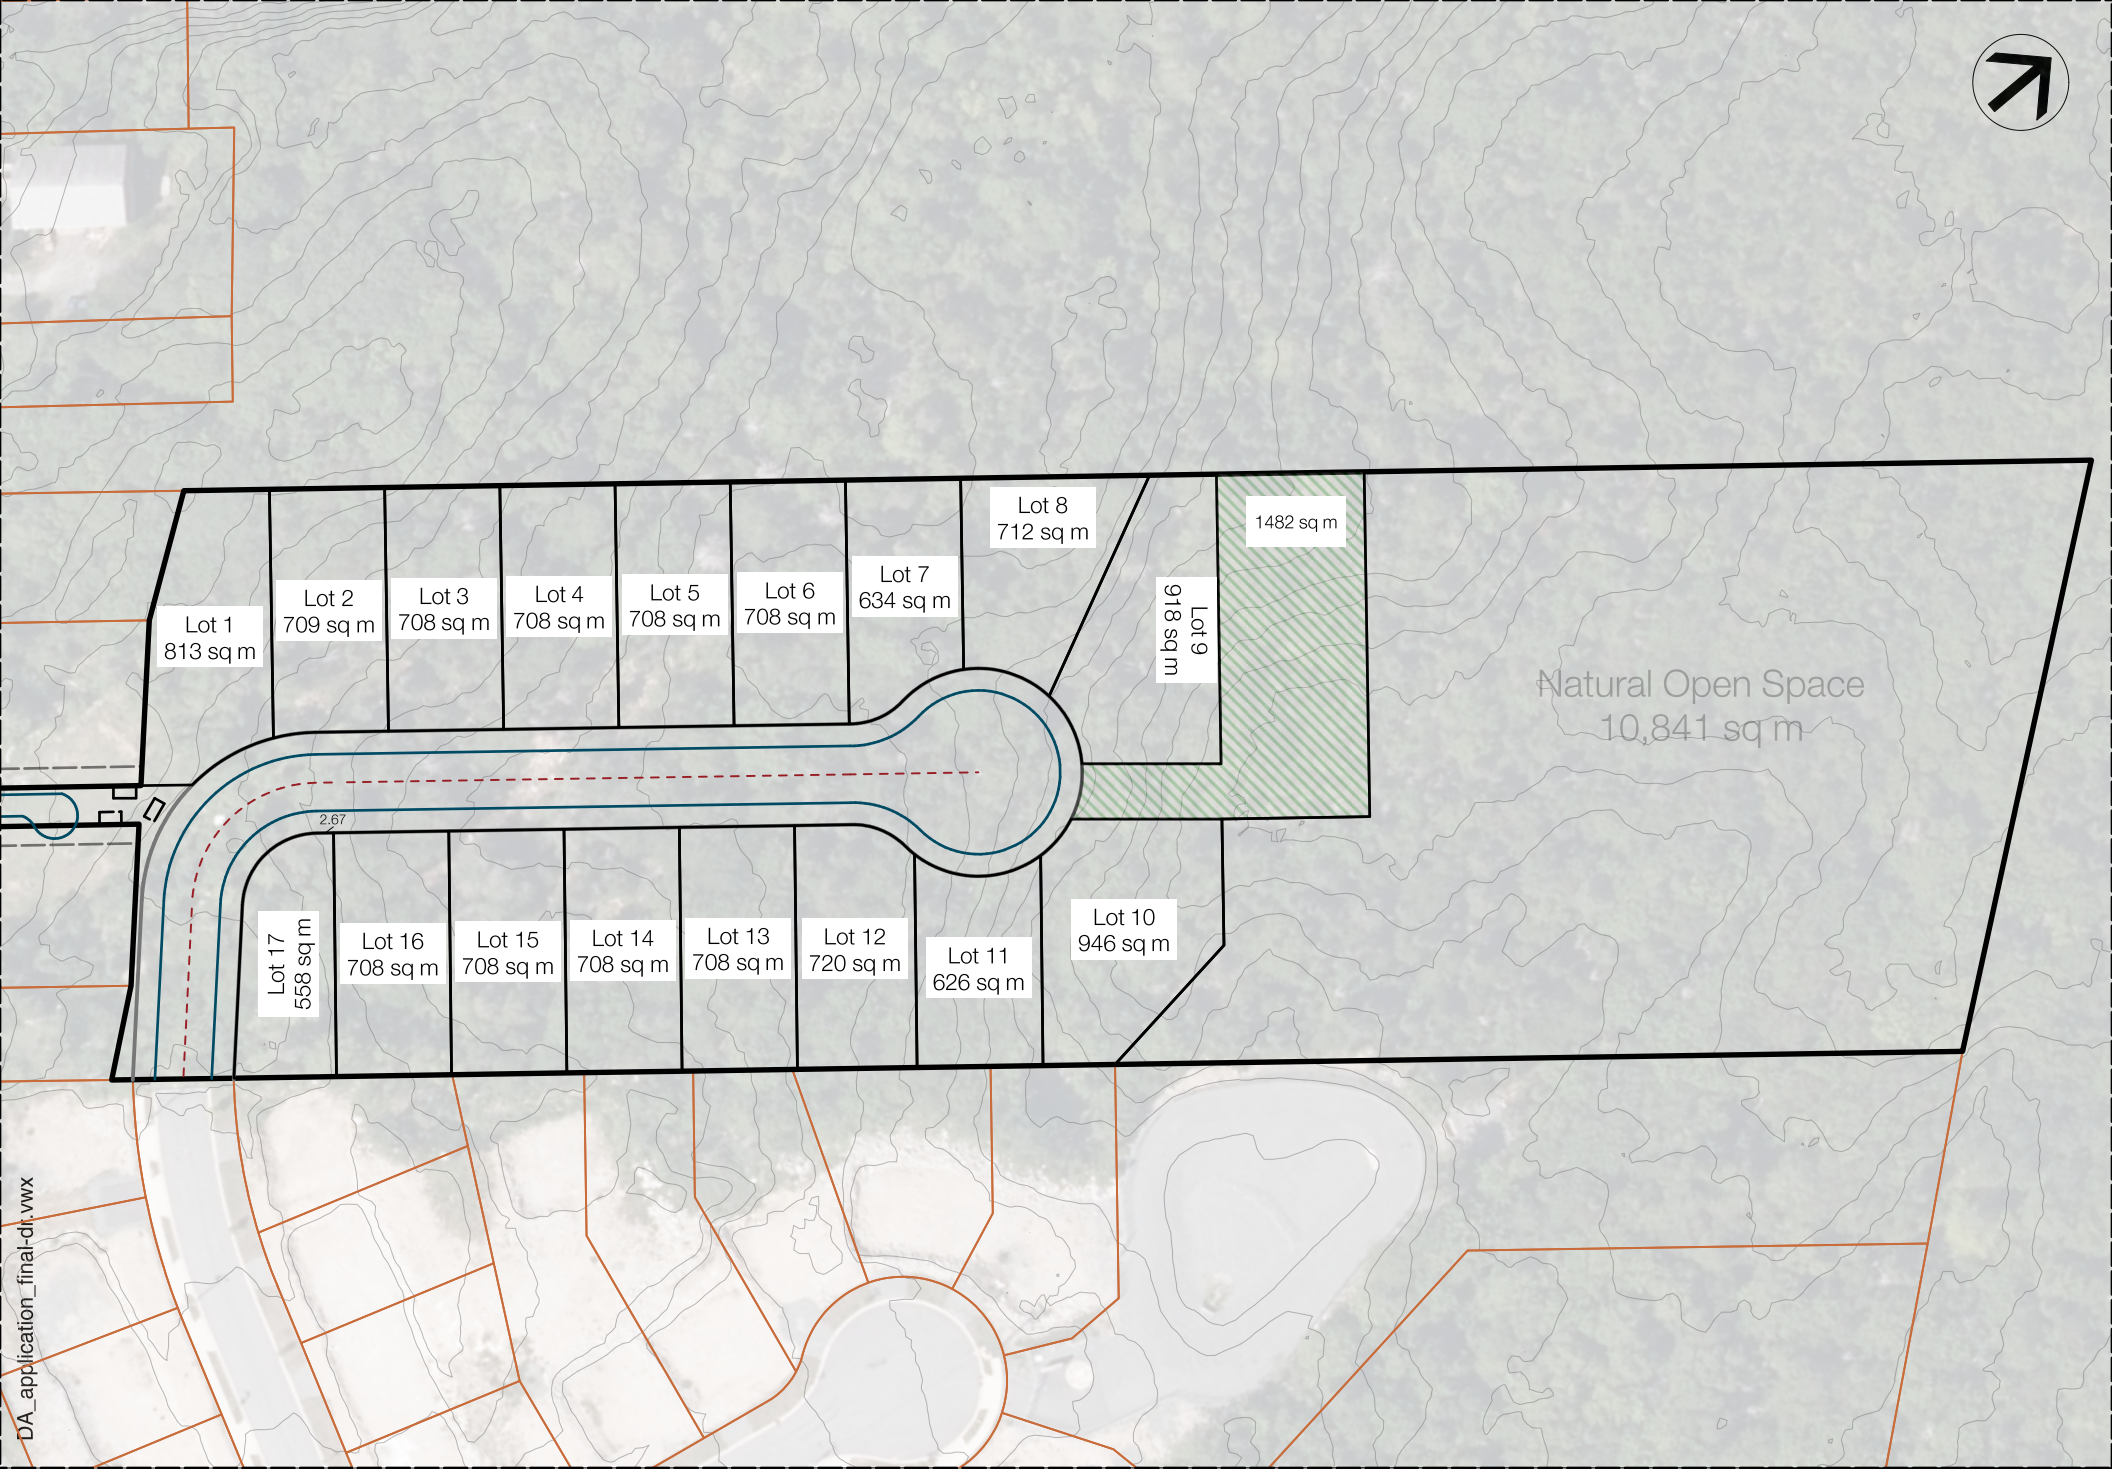 Lot 1
813 sq m
Lot 2
709 sq m
Lot 3
708 sq m
Lot 4
708 sq m
Lot 5
708 sq m
Lot 6
708 sq m
Lot 7
634 sq m
Lot 8
712 sq m
Lot 9
918 sq m
1482 sq m
Natural Open Space
10,841 sq m
2.67
Lot 17
558 sq m
Lot 16
708 sq m
Lot 15
708 sq m
Lot 14
708 sq m
Lot 13
708 sq m
Lot 12
720 sq m
Lot 11
626 sq m
Lot 10
946 sq m
DA_application_final-dr.vwx